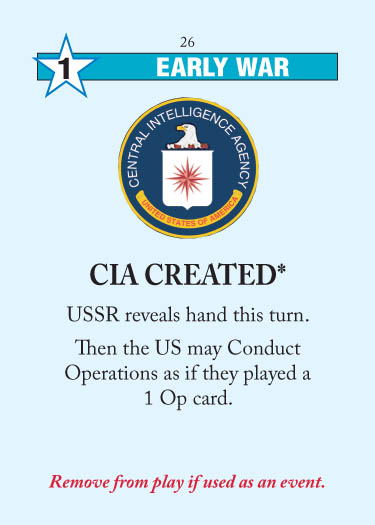 26
1
EARLY WAR
CENTRAL INTELLIGENCE AGENCY
UNITED STATES OF AMERICA
CIA CREATED*
USSR reveals hand this turn.
Then the US may Conduct
Operations as if they played a
1 Op card.
Remove from play if used as an event.